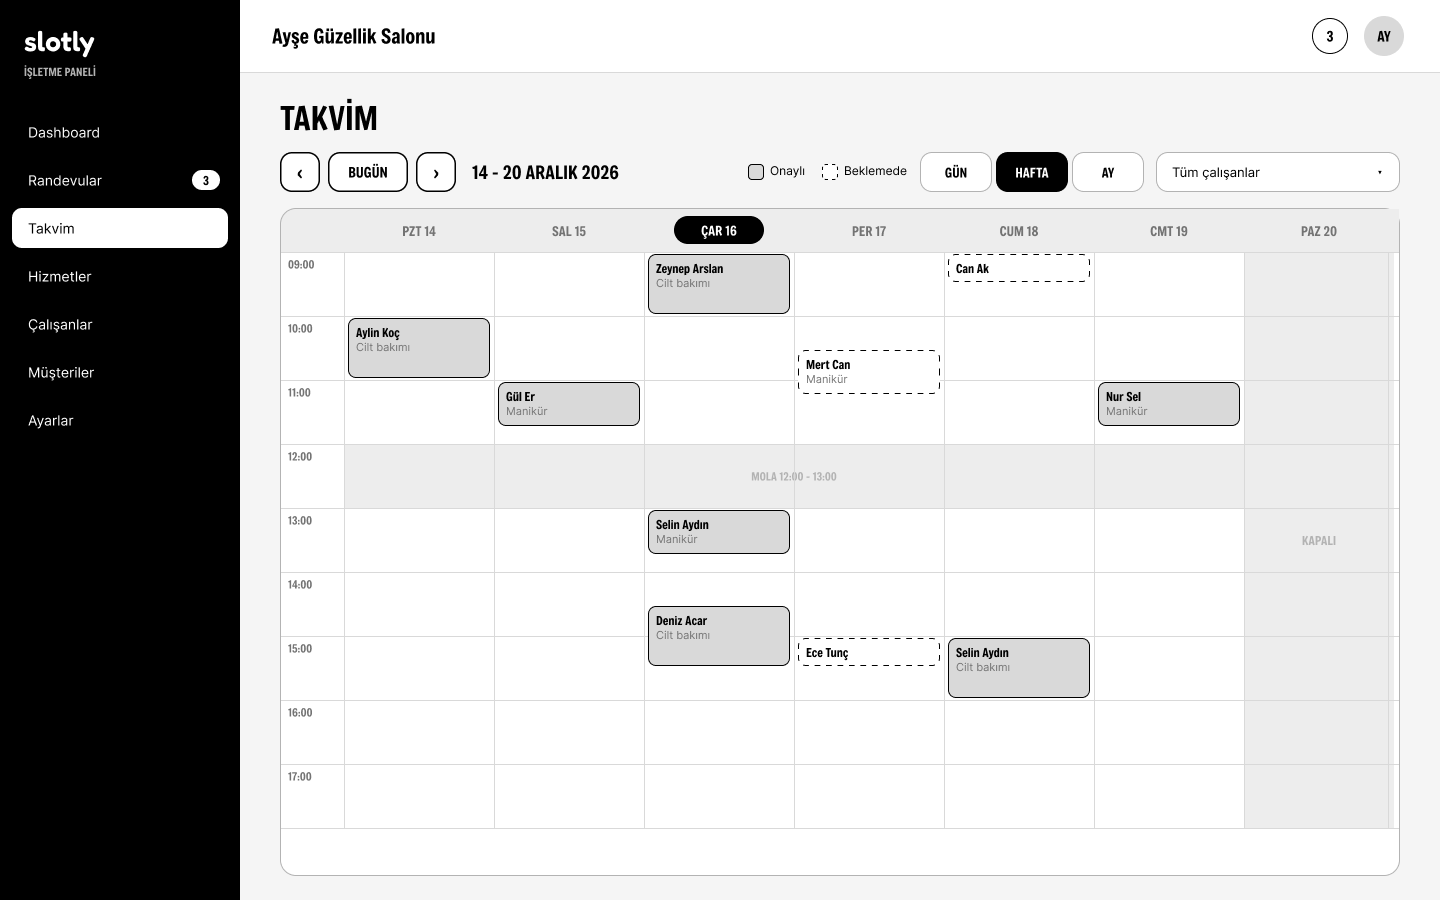 slotly
İŞLETME PANELİ
Dashboard
Randevular 3
Takvim
Hizmetler
Çalışanlar
Müşteriler
Ayarlar
Ayşe Güzellik Salonu
3
AY
TAKVİM
‹ BUGÜN › 14 - 20 ARALIK 2026
Onaylı Beklemede
GÜN HAFTA AY
Tüm çalışanlar
PZT 14 SAL 15 ÇAR 16 PER 17 CUM 18 CMT 19 PAZ 20
09:00
Zeynep Arslan
Cilt bakımı
Can Ak
10:00
Aylin Koç
Cilt bakımı
Mert Can
Manikür
11:00
Gül Er
Manikür
Nur Sel
Manikür
12:00
MOLA 12:00 - 13:00
13:00
Selin Aydın
Manikür
KAPALI
14:00
Deniz Acar
Cilt bakımı
15:00
Ece Tunç
Selin Aydın
Cilt bakımı
16:00
17:00